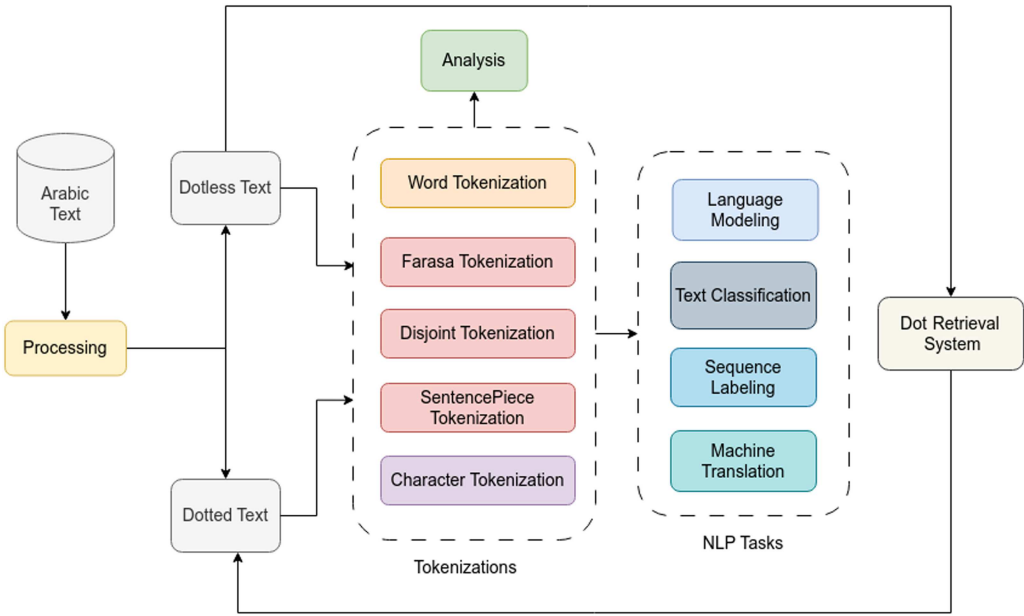 Analysis
Arabic
Text
Dotless Text
Processing
Dotted Text
Word Tokenization
Farasa Tokenization
Disjoint Tokenization
SentencePiece
Tokenization
Character Tokenization
Tokenizations
Language
Modeling
Text Classification
Sequence
Labeling
Machine
Translation
NLP Tasks
Dot Retrieval
System